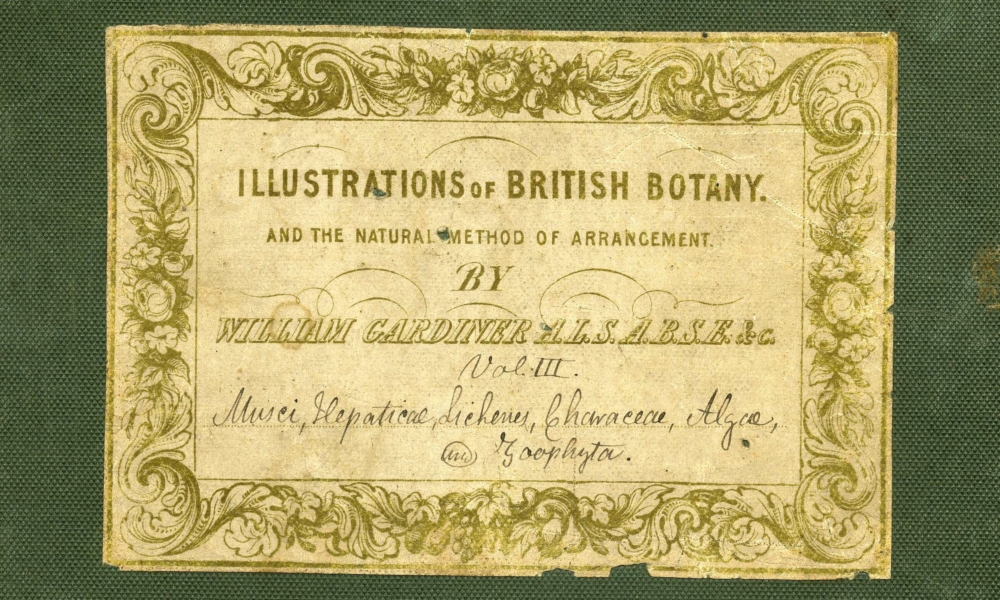 ILLUSTRATIONS OF BRITISH BOTANY.
AND THE NATURAL METHOD OF ARRANGEMENT.
BY
WILLIAM GARDINER A.L.S. A.B.S.E. &c.
Vol. III.
Musci, Hepaticae, Lichenes, Characeae, Algae,
and Zoophyta.